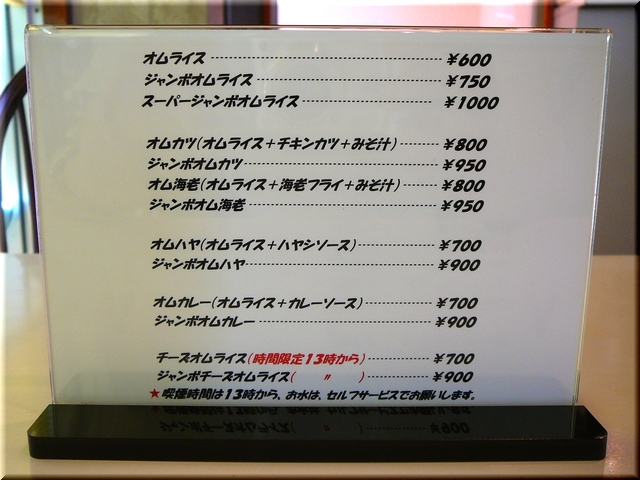 オムライス ¥600
ジャンボオムライス ¥750
スーパージャンボオムライス ¥1000
オムカツ(オムライス+チキンカツ+みそ汁) ¥800
ジャンボオムカツ ¥950
オム海老(オムライス+海老フライ+みそ汁) ¥800
ジャンボオム海老 ¥950
オムハヤ(オムライス+ハヤシソース) ¥700
ジャンボオムハヤ ¥900
オムカレー(オムライス+カレーソース) ¥700
ジャンボオムカレー ¥900
チーズオムライス(時間限定13時から) ¥700
ジャンボチーズオムライス( 〃 ) ¥900
★喫煙時間は13時から、お水は、セルフサービスでお願いします。